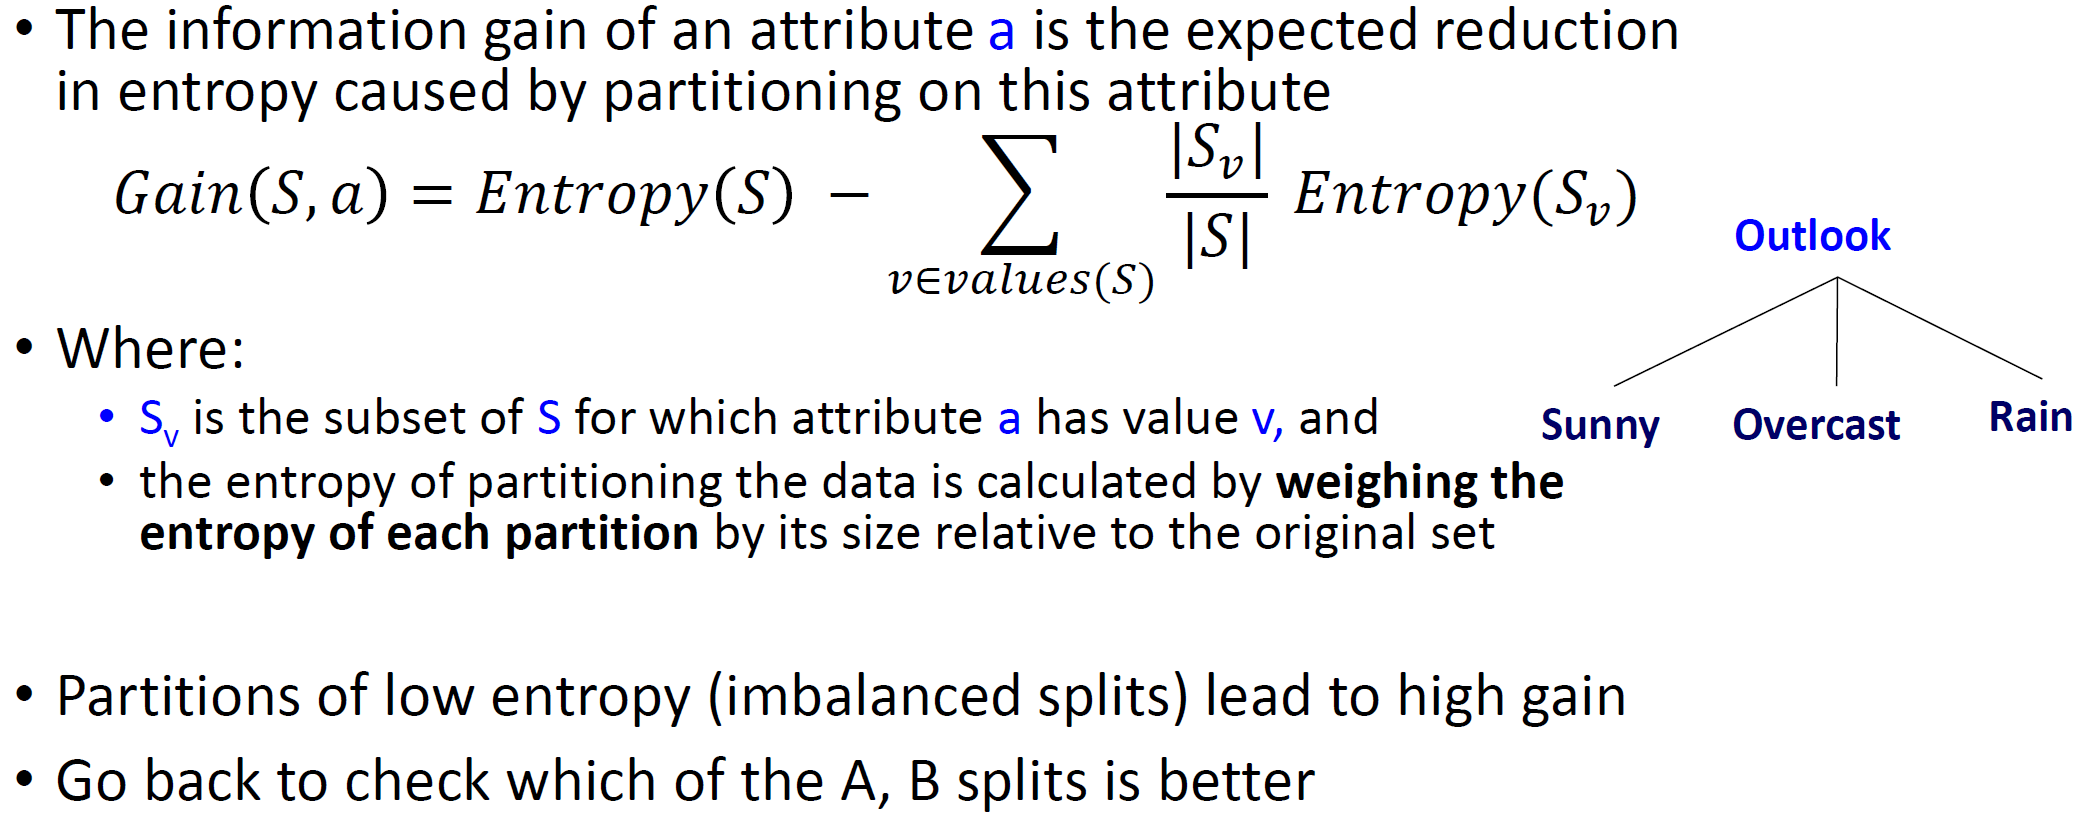 • The information gain of an attribute a is the expected reduction
in entropy caused by partitioning on this attribute
Gain(S, a) = Entropy(S) − ∑_{v∈values(S)} |S_v|/|S| Entropy(S_v)
Outlook
Sunny Overcast Rain
• Where:
• S_v is the subset of S for which attribute a has value v, and
• the entropy of partitioning the data is calculated by weighing the
entropy of each partition by its size relative to the original set
• Partitions of low entropy (imbalanced splits) lead to high gain
• Go back to check which of the A, B splits is better